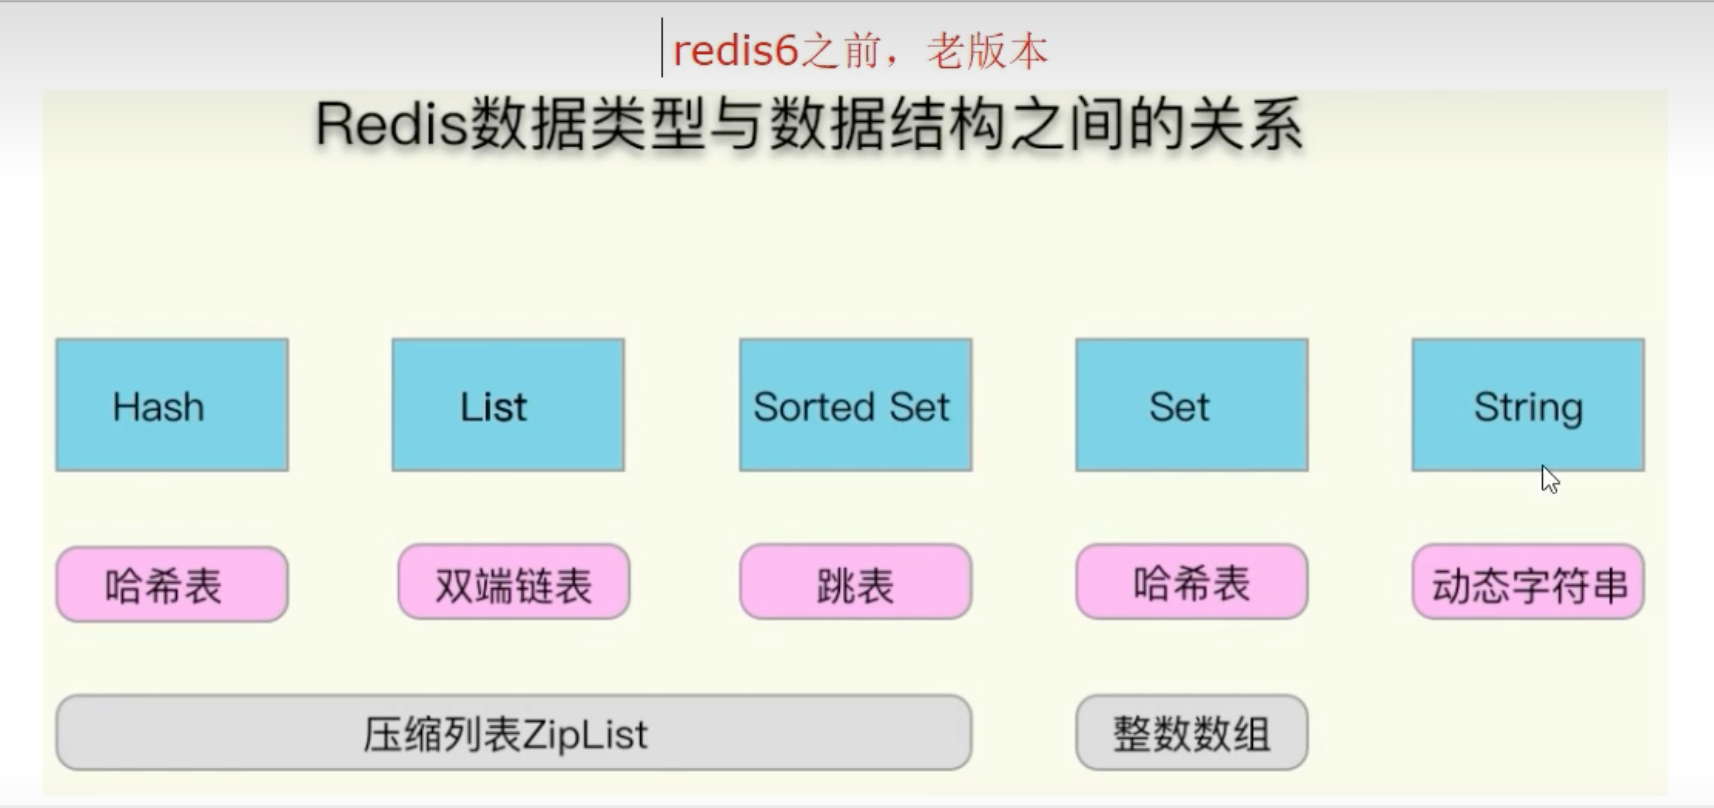 redis6之前，老版本
Redis数据类型与数据结构之间的关系
Hash List Sorted Set Set String
哈希表 双端链表 跳表 哈希表 动态字符串
压缩列表ZipList 整数数组